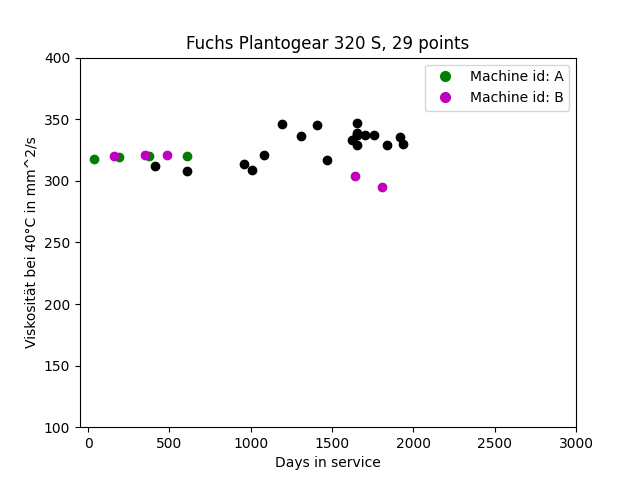 Fuchs Plantogear 320 S, 29 points
Machine id: A
Machine id: B
400
350
300
250
200
150
100
Viskosität bei 40°C in mm^2/s
0
500
1000
1500
2000
2500
3000
Days in service